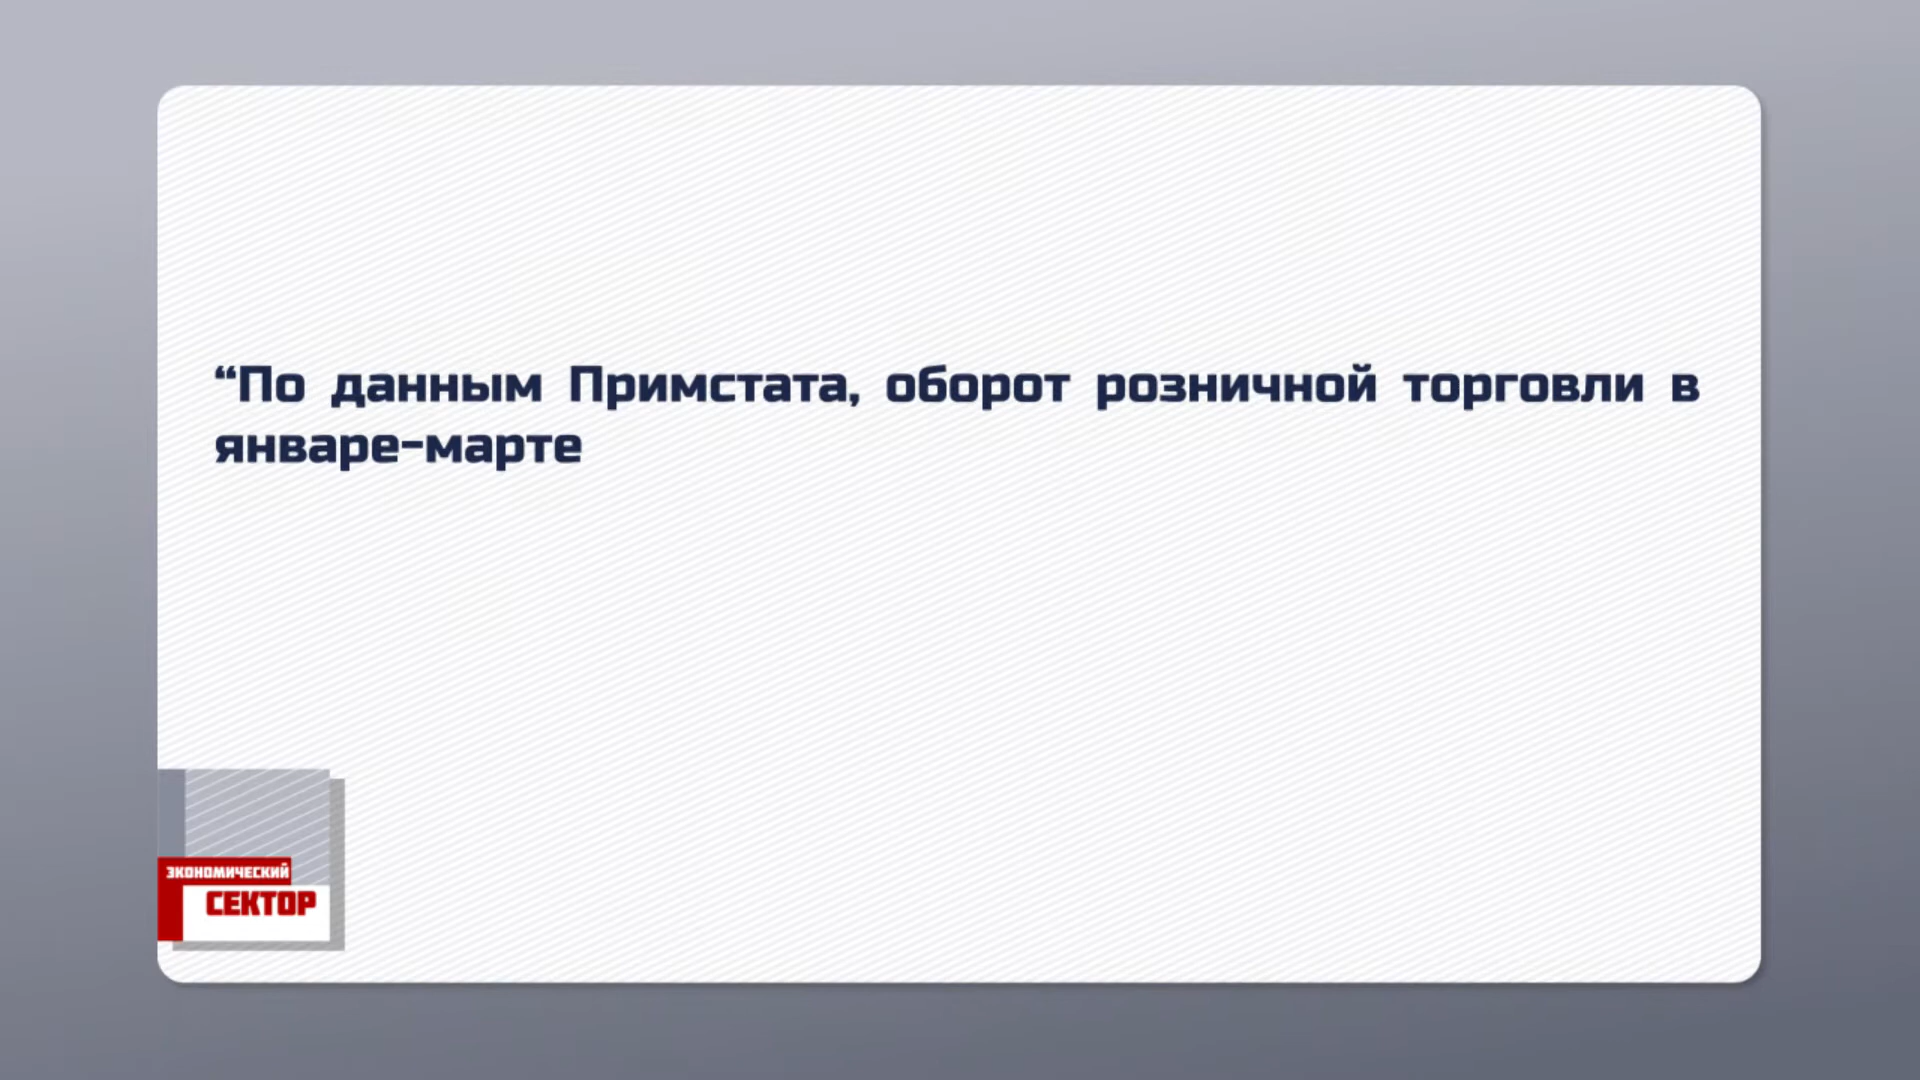 “По данным Примстата, оборот розничной торговли в
январе-марте
ЭКОНОМИЧЕСКИЙ
СЕКТОР